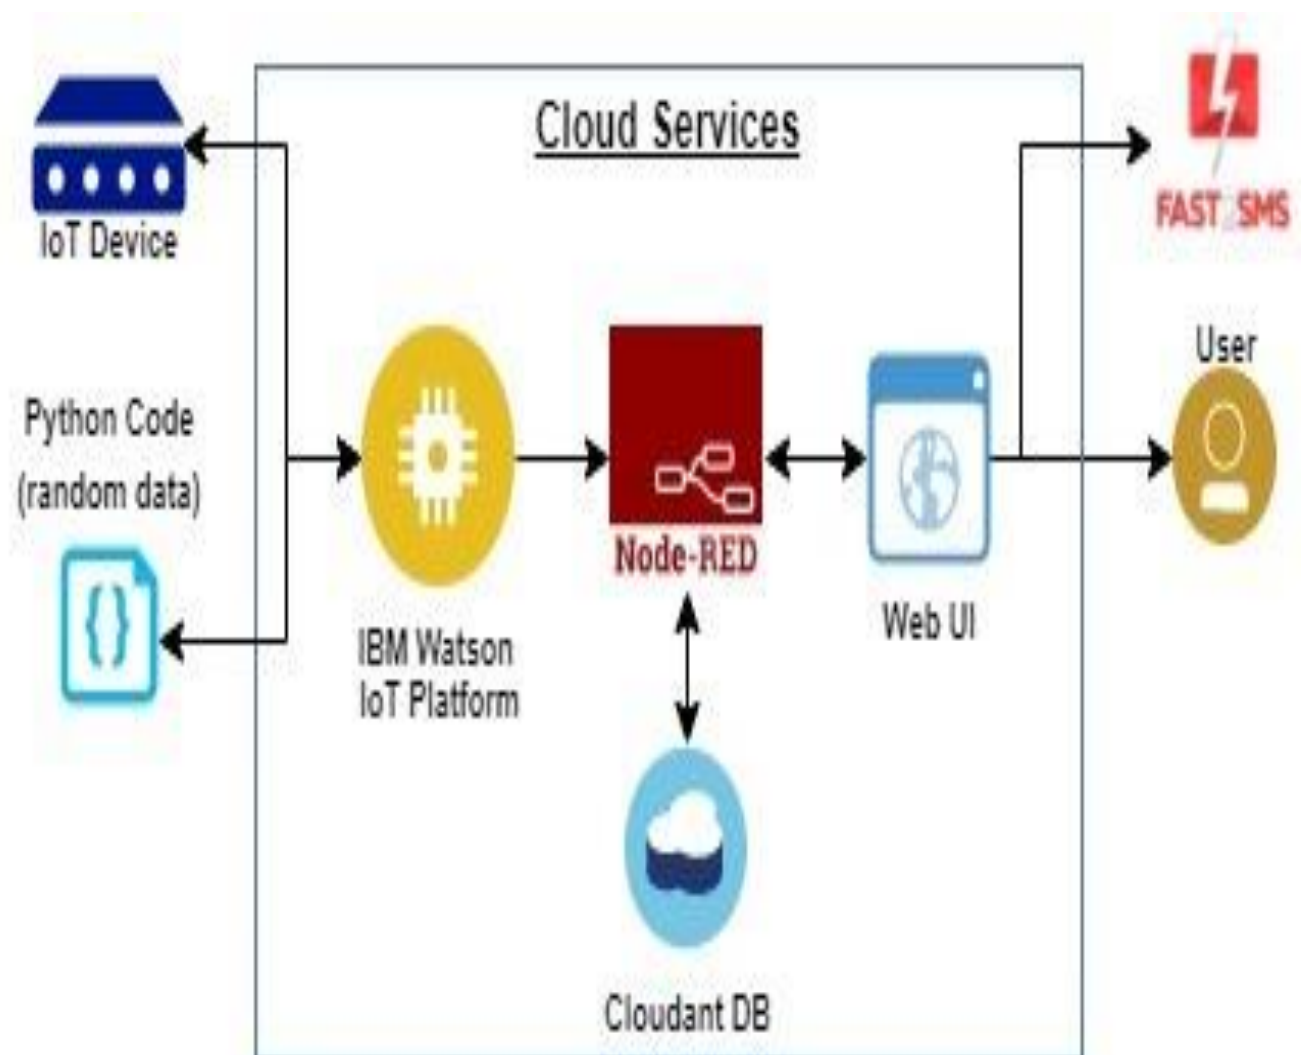 Cloud Services
IoT Device
FAST2SMS
User
Python Code
(random data)
Node-RED
Web UI
IBM Watson
IoT Platform
Cloudant DB